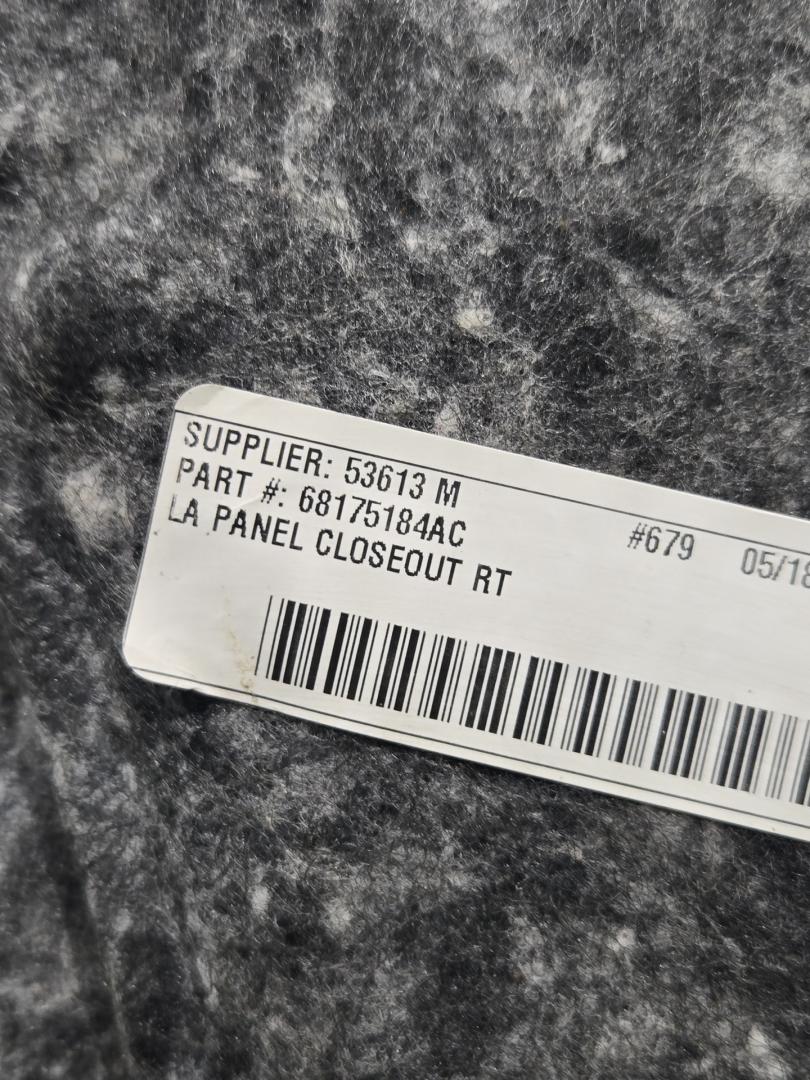 SUPPLIER: 53613 M
PART #: 68175184AC
LA PANEL CLOSEOUT RT
#679 05/18